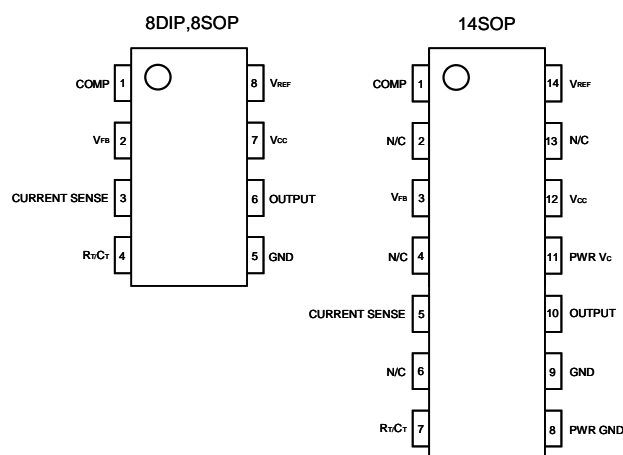 8DIP,8SOP
COMP 1 8 VREF
VFB 2 7 VCC
CURRENT SENSE 3 6 OUTPUT
RT/CT 4 5 GND
14SOP
COMP 1 14 VREF
N/C 2 13 N/C
VFB 3 12 VCC
N/C 4 11 PWR VC
CURRENT SENSE 5 10 OUTPUT
N/C 6 9 GND
RT/CT 7 8 PWR GND